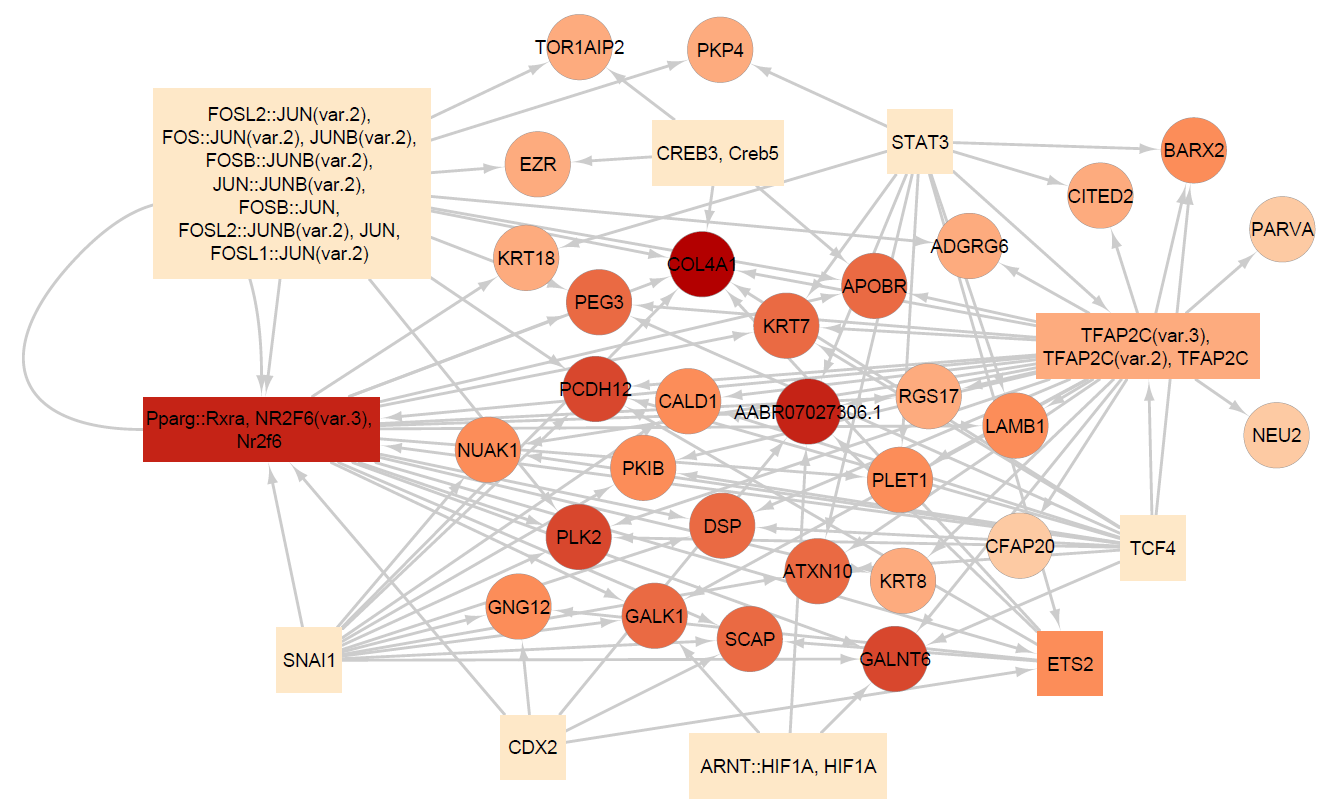 TOR1AIP2
PKP4
FOSL2::JUN(var.2),
FOS::JUN(var.2), JUNB(var.2),
FOSB::JUNB(var.2),
JUN::JUNB(var.2),
FOSB::JUN,
FOSL2::JUNB(var.2), JUN,
FOSL1::JUN(var.2)
CREB3, Creb5
STAT3
BARX2
EZR
CITED2
PARVA
KRT18
COL4A1
ADGRG6
APOBR
PEG3
KRT7
TFAP2C(var.3),
TFAP2C(var.2), TFAP2C
PCDH12
CALD1
AABR07027306.1
RGS17
LAMB1
NEU2
Pparg::Rxra, NR2F6(var.3),
Nr2f6
NUAK1
PKIB
PLET1
PLK2
DSP
CFAP20
TCF4
ATXN10
KRT8
GNG12
GALK1
SCAP
GALNT6
ETS2
SNAI1
CDX2
ARNT::HIF1A, HIF1A